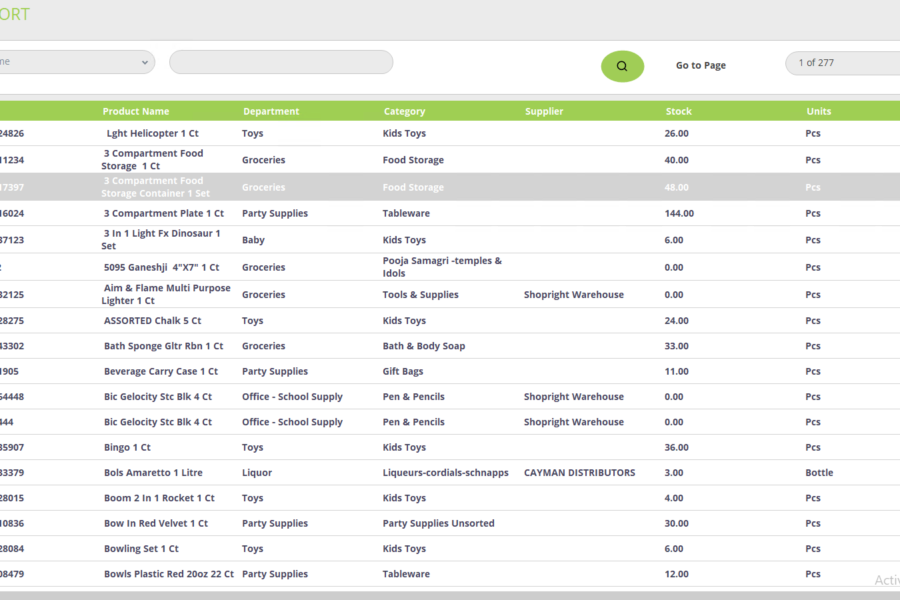 ORT
ne
Go to Page
1 of 277
Product Name Department Category Supplier Stock Units
24826 Lght Helicopter 1 Ct Toys Kids Toys 26.00 Pcs
11234 3 Compartment Food Storage 1 Ct Groceries Food Storage 40.00 Pcs
17397 3 Compartment Food Storage Container 1 Set Groceries Food Storage 48.00 Pcs
16024 3 Compartment Plate 1 Ct Party Supplies Tableware 144.00 Pcs
37123 3 In 1 Light Fx Dinosaur 1 Set Baby Kids Toys 6.00 Pcs
5095 Ganeshji 4"X7" 1 Ct Groceries Pooja Samagri -temples & Idols 0.00 Pcs
32125 Aim & Flame Multi Purpose Lighter 1 Ct Groceries Tools & Supplies Shopright Warehouse 0.00 Pcs
28275 ASSORTED Chalk 5 Ct Toys Kids Toys 24.00 Pcs
43302 Bath Sponge Gltr Rbn 1 Ct Groceries Bath & Body Soap 33.00 Pcs
1905 Beverage Carry Case 1 Ct Party Supplies Gift Bags 11.00 Pcs
64448 Bic Gelocity Stc Blk 4 Ct Office - School Supply Pen & Pencils Shopright Warehouse 0.00 Pcs
444 Bic Gelocity Stc Blk 4 Ct Office - School Supply Pen & Pencils Shopright Warehouse 0.00 Pcs
35907 Bingo 1 Ct Toys Kids Toys 36.00 Pcs
33379 Bols Amaretto 1 Litre Liquor Liqueurs-cordials-schnapps CAYMAN DISTRIBUTORS 3.00 Bottle
28015 Boom 2 In 1 Rocket 1 Ct Toys Kids Toys 4.00 Pcs
10836 Bow In Red Velvet 1 Ct Party Supplies Party Supplies Unsorted 30.00 Pcs
28084 Bowling Set 1 Ct Toys Kids Toys 6.00 Pcs
08479 Bowls Plastic Red 20oz 22 Ct Party Supplies Tableware 12.00 Pcs
Activ